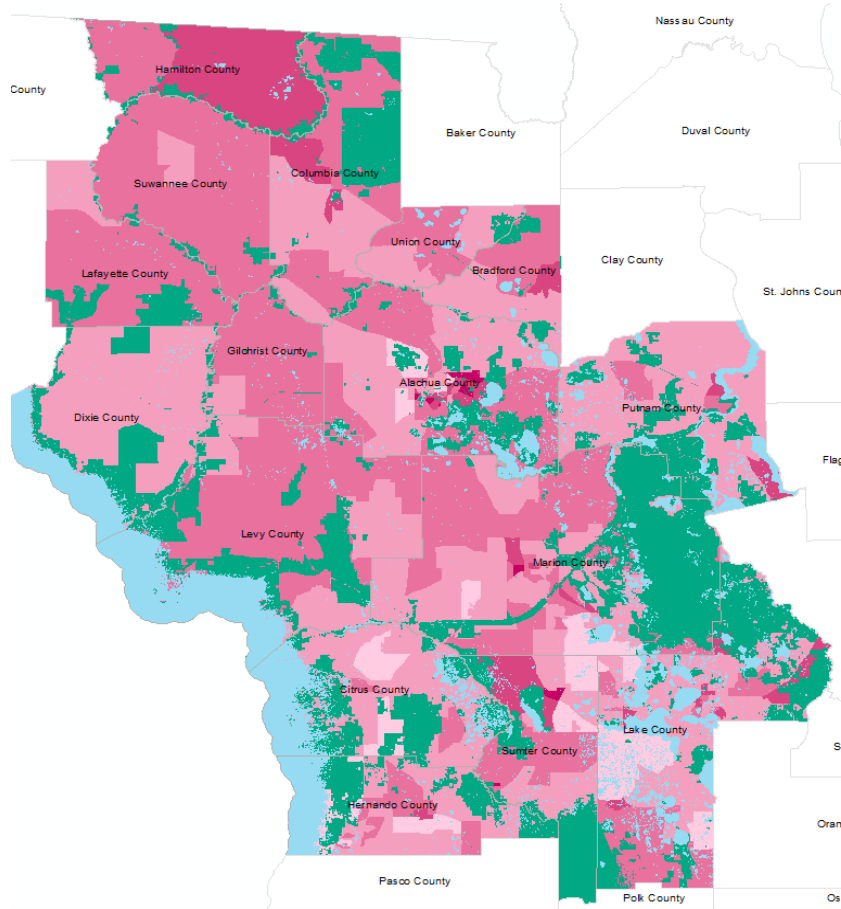 Nassau County
Hamilton County
County
Baker County
Duval County
Columbia County
Suwannee County
Union County
Clay County
Bradford County
Lafayette County
St. Johns Coun
Gilchrist County
Alachua County
Putnam County
Dixie County
Flag
Levy County
Marion County
Citrus County
Lake County
Sumter County
S
Hernando County
Oran
Pasco County
Polk County
Os